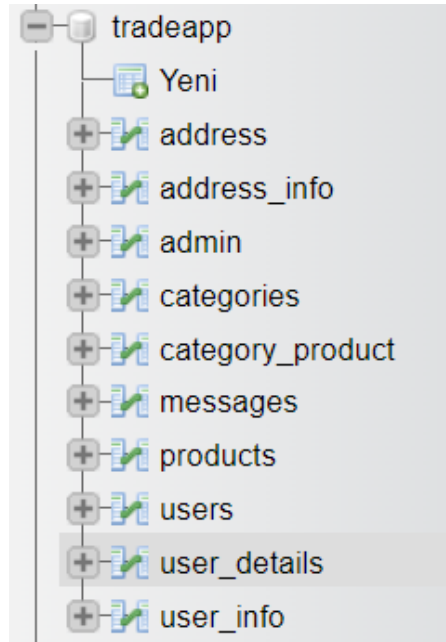 tradeapp
Yeni
address
address_info
admin
categories
category_product
messages
products
users
user_details
user_info